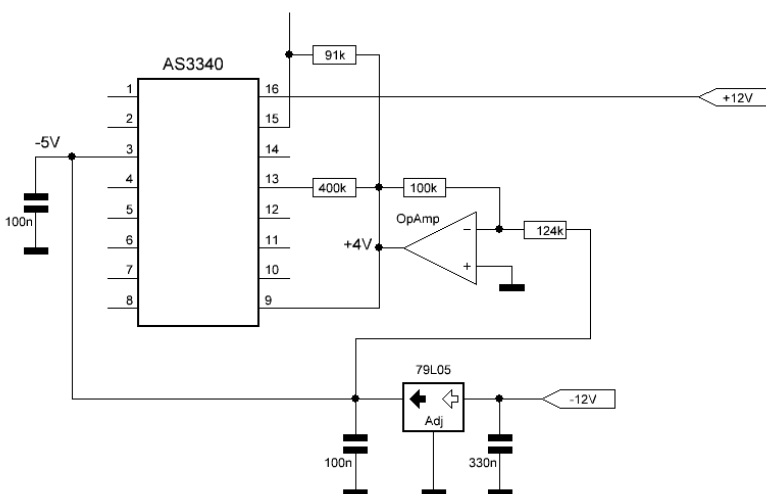 91k
AS3340
1
2
3
4
5
6
7
8
16
15
14
13
12
11
10
9
+12V
-5V
100n
400k
100k
OpAmp
-
+
124k
+4V
79L05
Adj
-12V
100n
330n